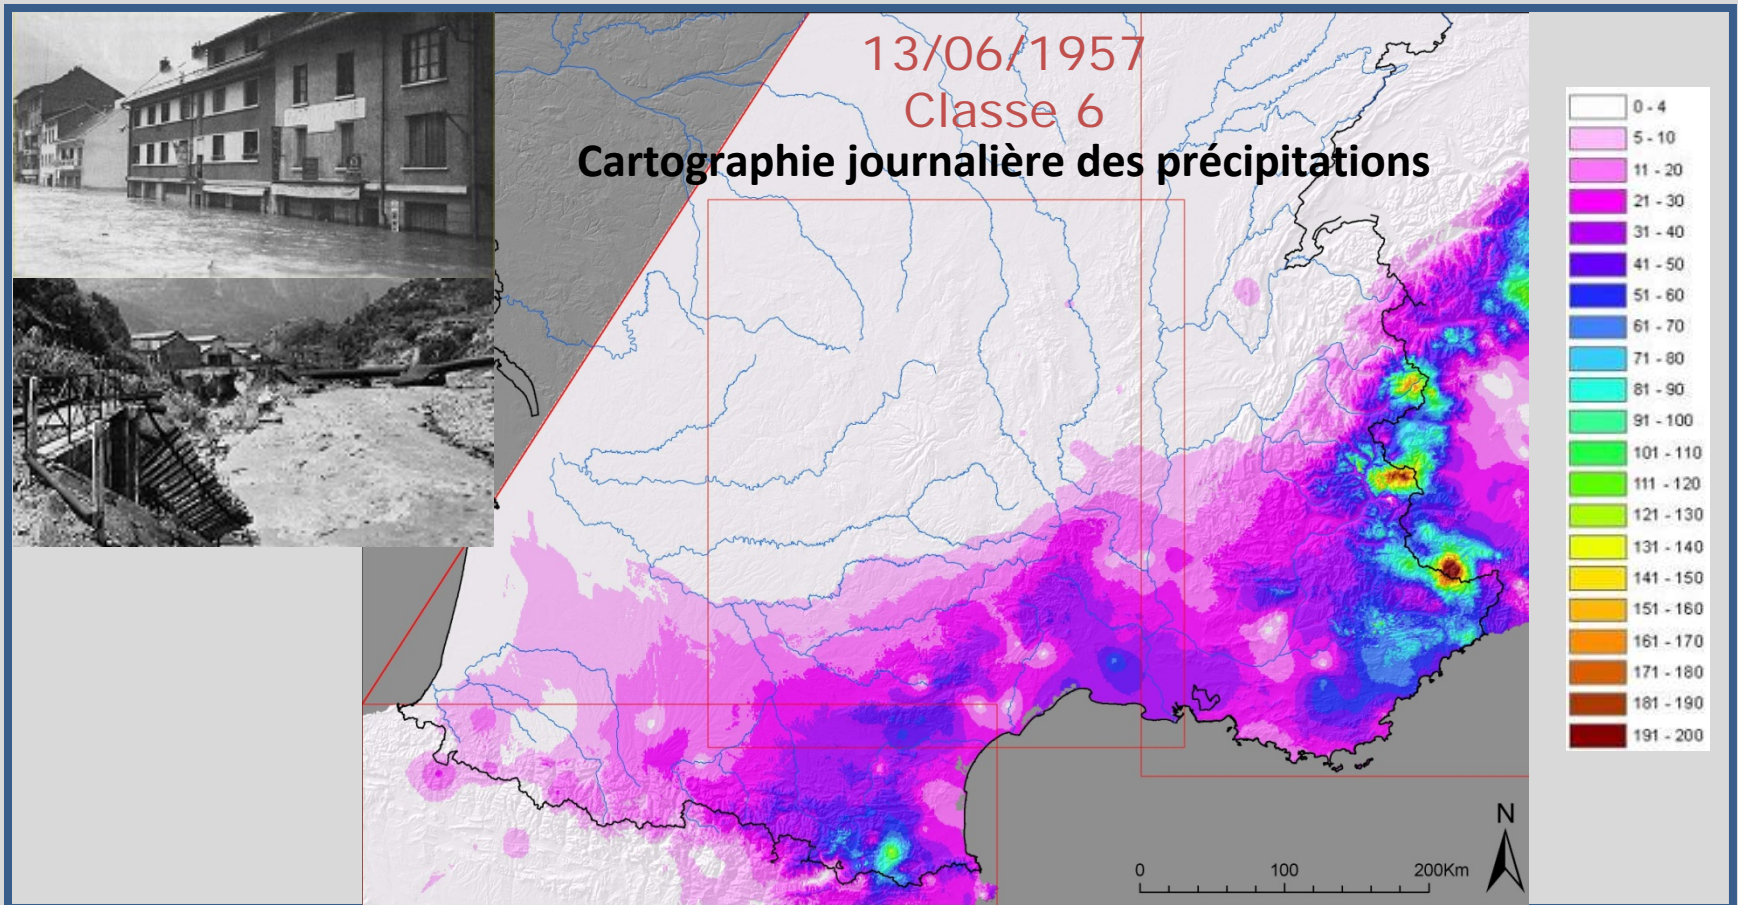 13/06/1957
Classe 6
Cartographie journalière des précipitations
0 - 4
5 - 10
11 - 20
21 - 30
31 - 40
41 - 50
51 - 60
61 - 70
71 - 80
81 - 90
91 - 100
101 - 110
111 - 120
121 - 130
131 - 140
141 - 150
151 - 160
161 - 170
171 - 180
181 - 190
191 - 200
N
0 100 200Km